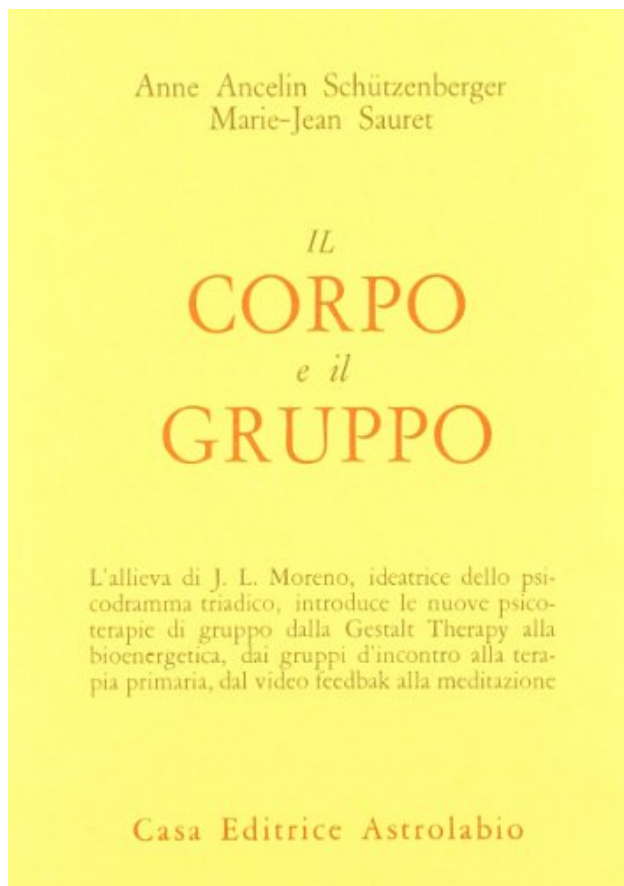 Anne Ancelin Schützenberger
Marie-Jean Sauret
IL
CORPO
e il
GRUPPO
L'allieva di J. L. Moreno, ideatrice dello psi-
codramma triadico, introduce le nuove psico-
terapie di gruppo dalla Gestalt Therapy alla
bioenergetica, dai gruppi d'incontro alla tera-
pia primaria, dal video feedbak alla meditazione
Casa Editrice Astrolabio